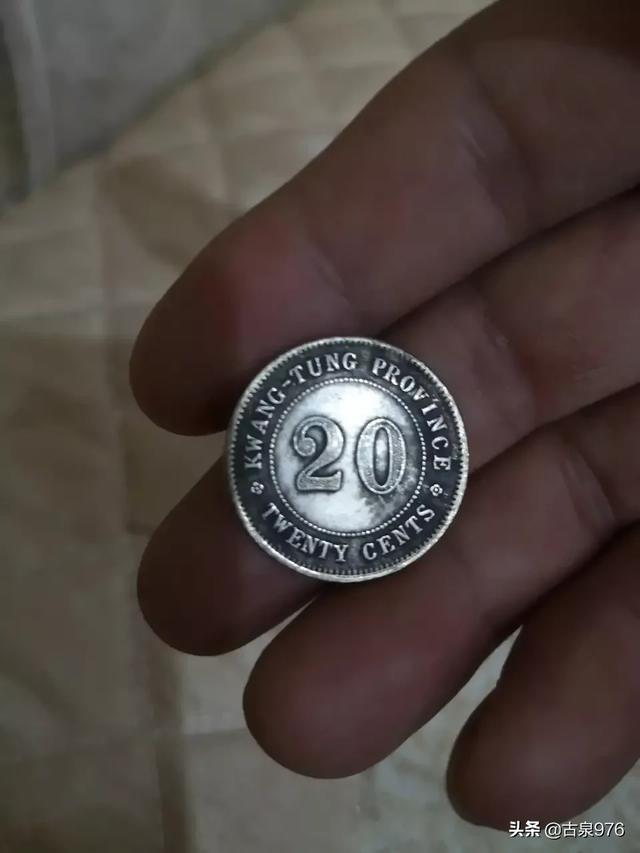 KWANG-TUNG PROVINCE
20
TWENTY CENTS
头条 @古泉976